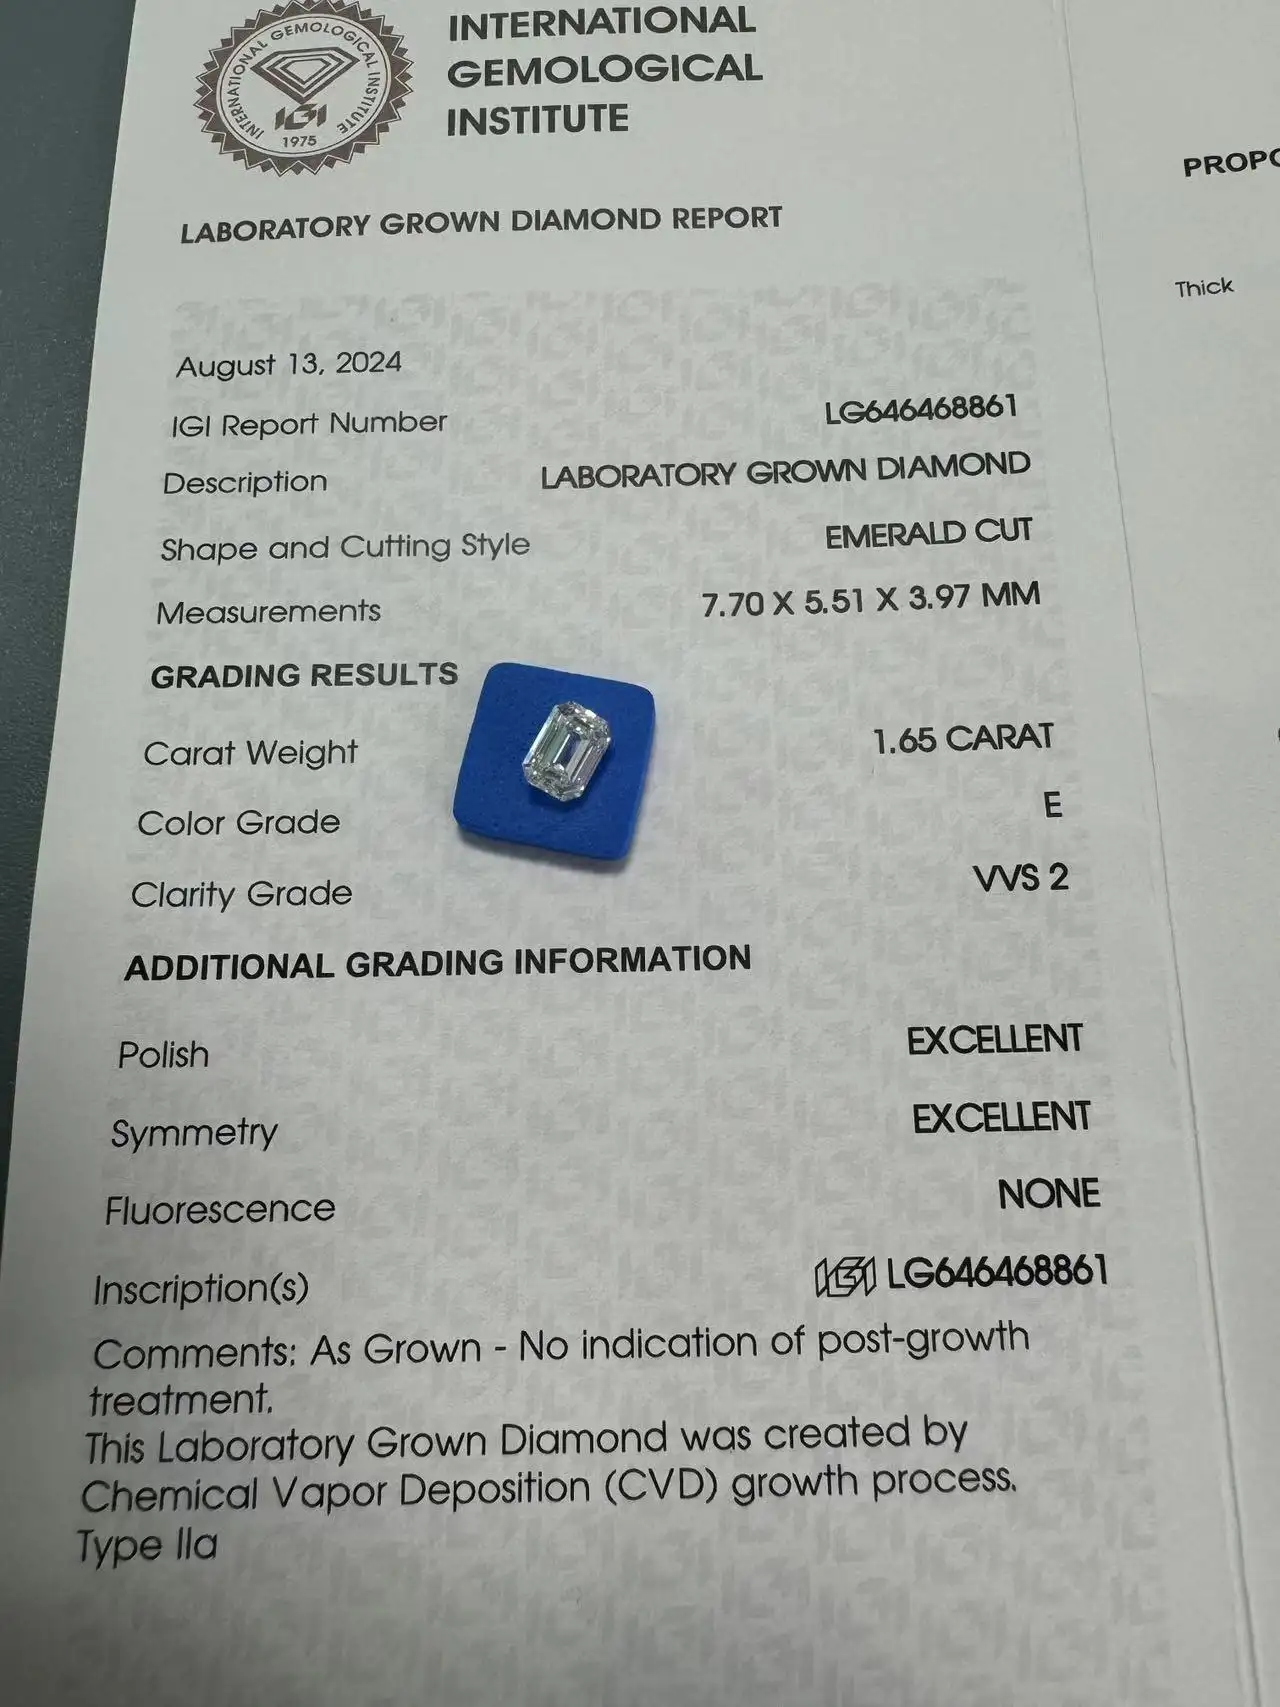 INTERNATIONAL GEMOLOGICAL INSTITUTE
IGI
1975
INTERNATIONAL
GEMOLOGICAL
INSTITUTE
LABORATORY GROWN DIAMOND REPORT
August 13, 2024
IGI Report Number LG646468861
Description LABORATORY GROWN DIAMOND
Shape and Cutting Style EMERALD CUT
Measurements 7.70 X 5.51 X 3.97 MM
GRADING RESULTS
Carat Weight 1.65 CARAT
Color Grade E
Clarity Grade VVS 2
ADDITIONAL GRADING INFORMATION
Polish EXCELLENT
Symmetry EXCELLENT
Fluorescence NONE
Inscription(s) IGI LG646468861
Comments: As Grown - No indication of post-growth
treatment.
This Laboratory Grown Diamond was created by
Chemical Vapor Deposition (CVD) growth process.
Type IIa
PROPO
Thick